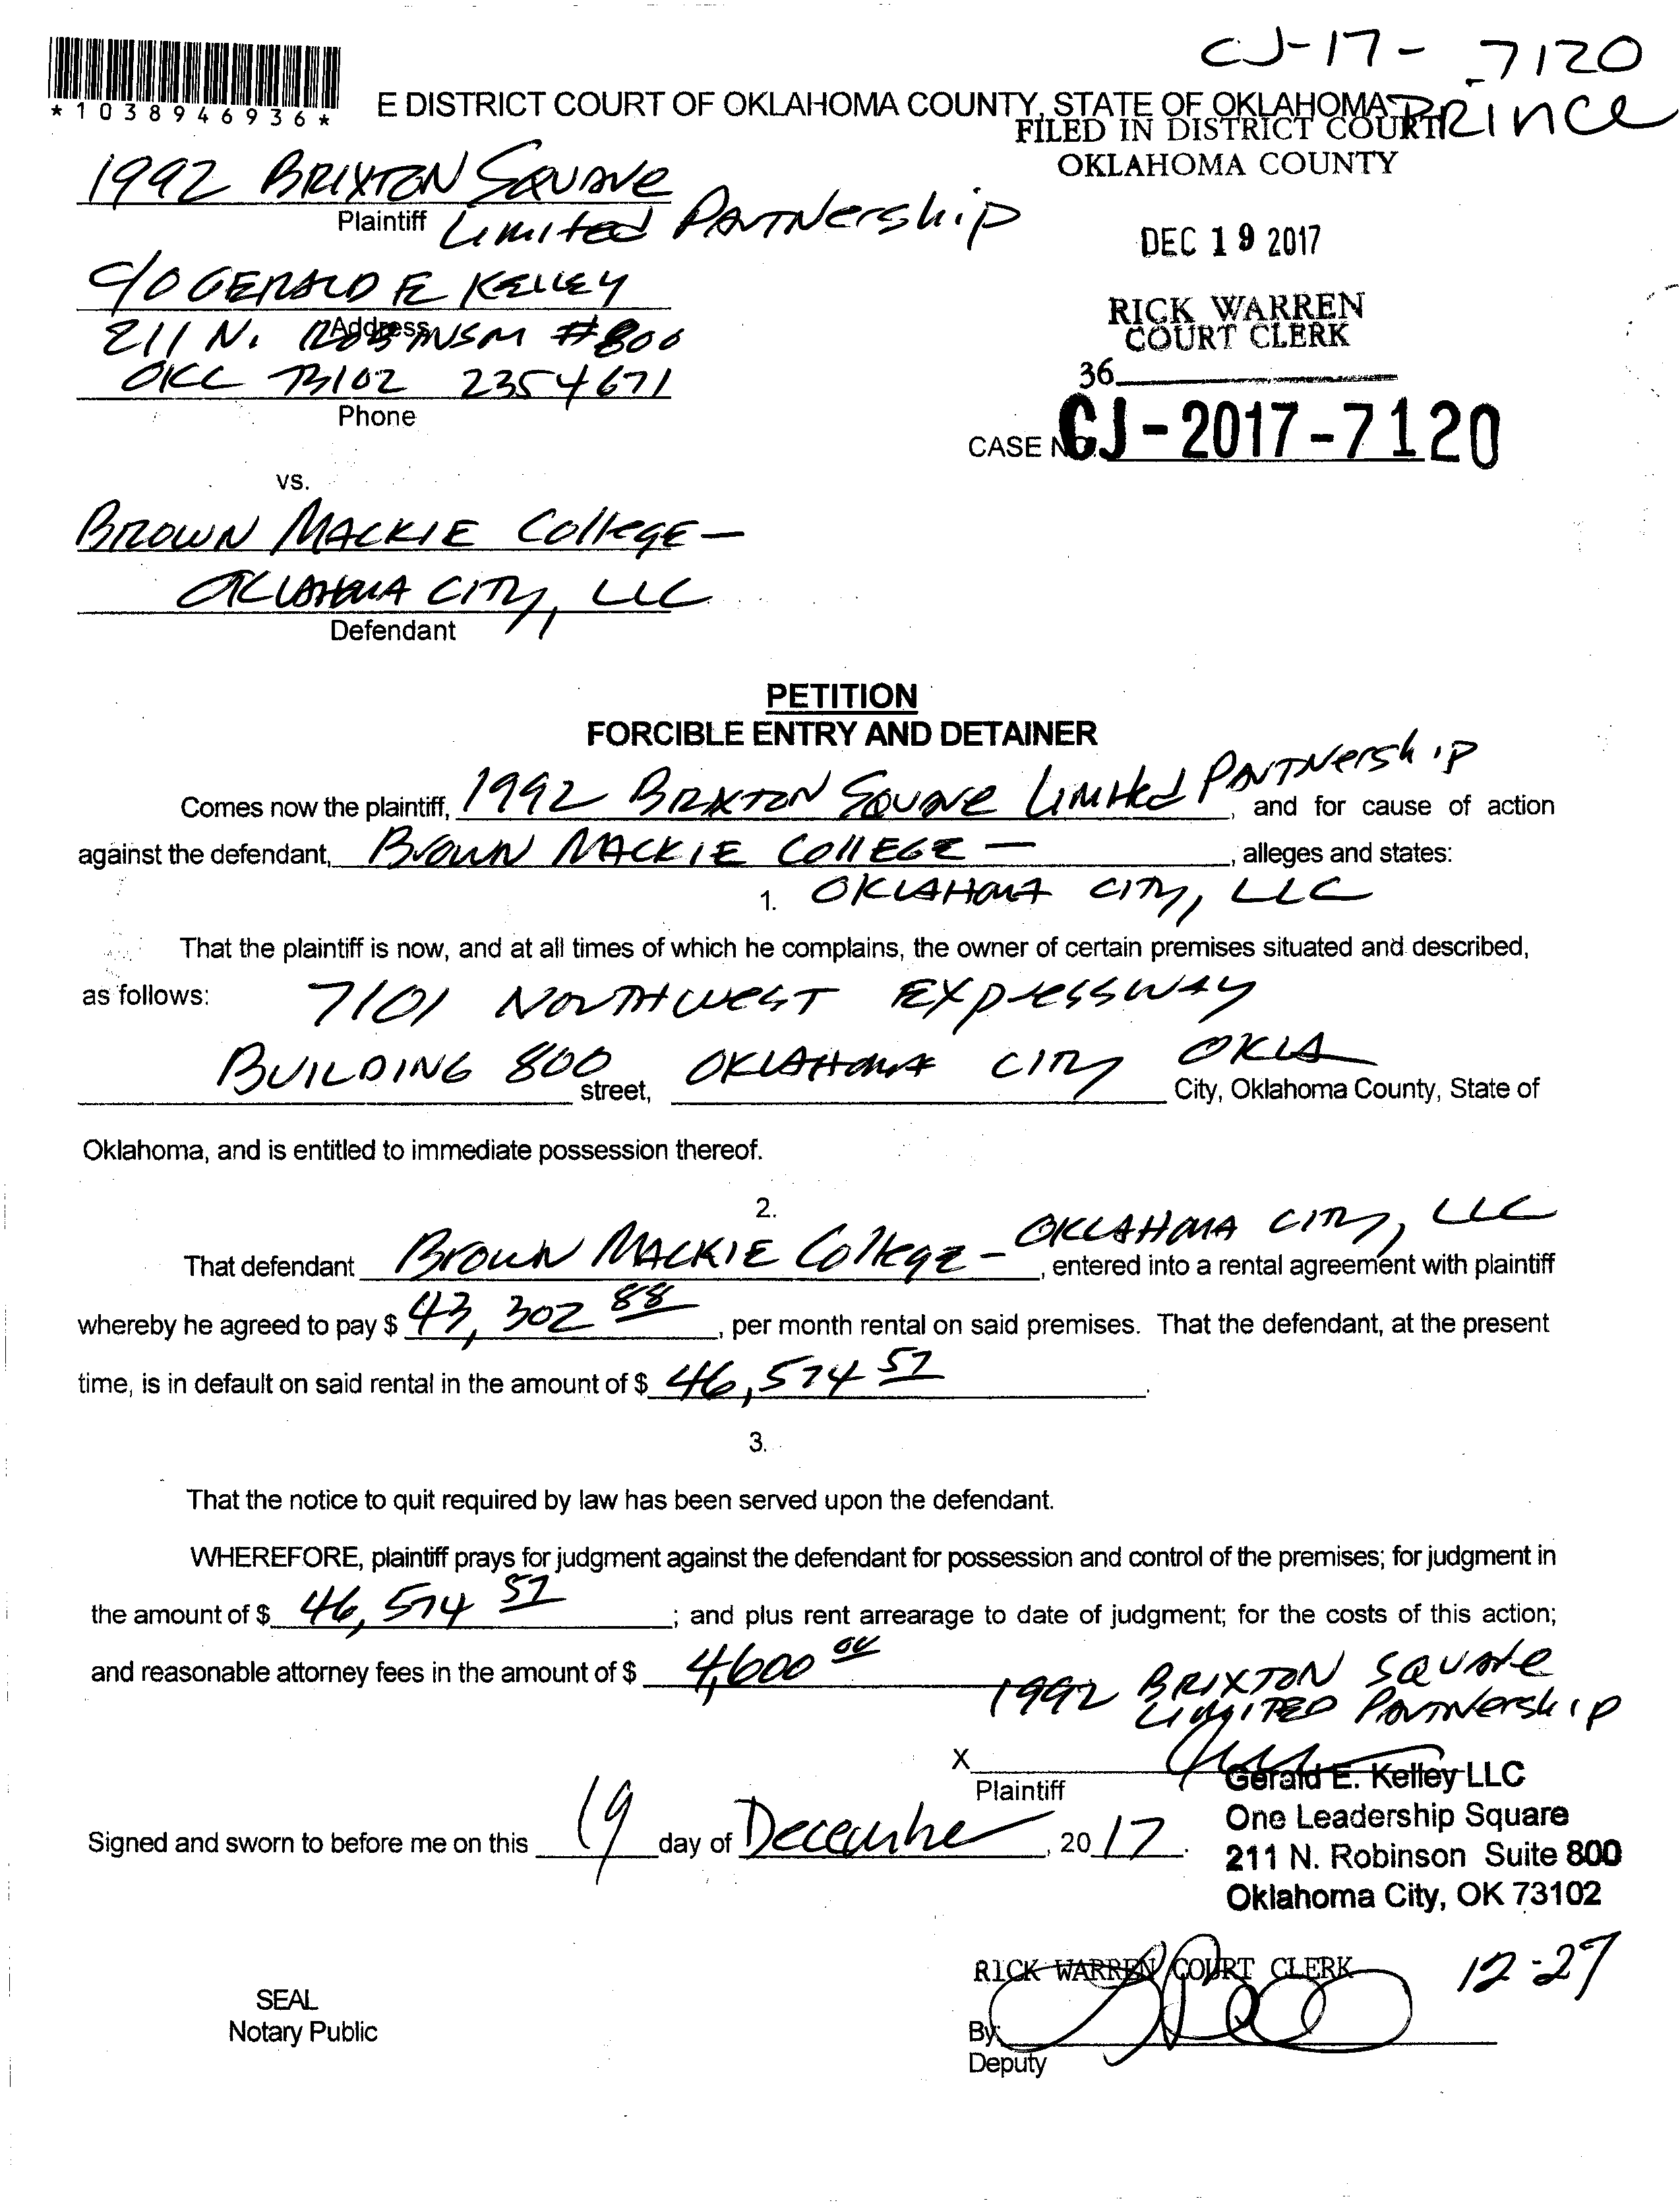 CJ-17-7120
Prince
*1038946936*
E DISTRICT COURT OF OKLAHOMA COUNTY, STATE OF OKLAHOMA
FILED IN DISTRICT COURT
OKLAHOMA COUNTY
1992 BRIXTON SQUARE
Plaintiff Limited Partnership
DEC 19 2017
C/O GERALD E KELLEY
Address
211 N. ROBINSON #800
RICK WARREN
COURT CLERK
OKC 73102 2354671
Phone
36
CASE NO. CJ-2017-7120
vs.
BROWN MACKIE College -
OKLAHOMA CITY, LLC
Defendant
PETITION
FORCIBLE ENTRY AND DETAINER
Comes now the plaintiff, 1992 BRIXTON SQUARE Limited Partnership, and for cause of action
against the defendant, Brown MACKIE COllEGE -, alleges and states:
1. OKLAHOMA CITY, LLC
That the plaintiff is now, and at all times of which he complains, the owner of certain premises situated and described,
as follows: 7101 NORTHWEST EXPRESSWAY
BUILDING 800 street, OKLAHOMA CITY OKLA City, Oklahoma County, State of
Oklahoma, and is entitled to immediate possession thereof.
2.
That defendant Brown MACKIE College - OKLAHOMA CITY, LLC, entered into a rental agreement with plaintiff
whereby he agreed to pay $ 43,302 88, per month rental on said premises. That the defendant, at the present
time, is in default on said rental in the amount of $ 46,574 57.
3.
That the notice to quit required by law has been served upon the defendant.
WHEREFORE, plaintiff prays for judgment against the defendant for possession and control of the premises; for judgment in
the amount of $ 46,574 57; and plus rent arrearage to date of judgment; for the costs of this action;
and reasonable attorney fees in the amount of $ 4,600 00
1992 BRIXTON SQUARE
LIMITED Partnership
X
Plaintiff
Gerald E. Kelley LLC
One Leadership Square
211 N. Robinson Suite 800
Oklahoma City, OK 73102
Signed and sworn to before me on this 19 day of December, 2017.
RICK WARREN COURT CLERK 12-27
SEAL
Notary Public
By:
Deputy